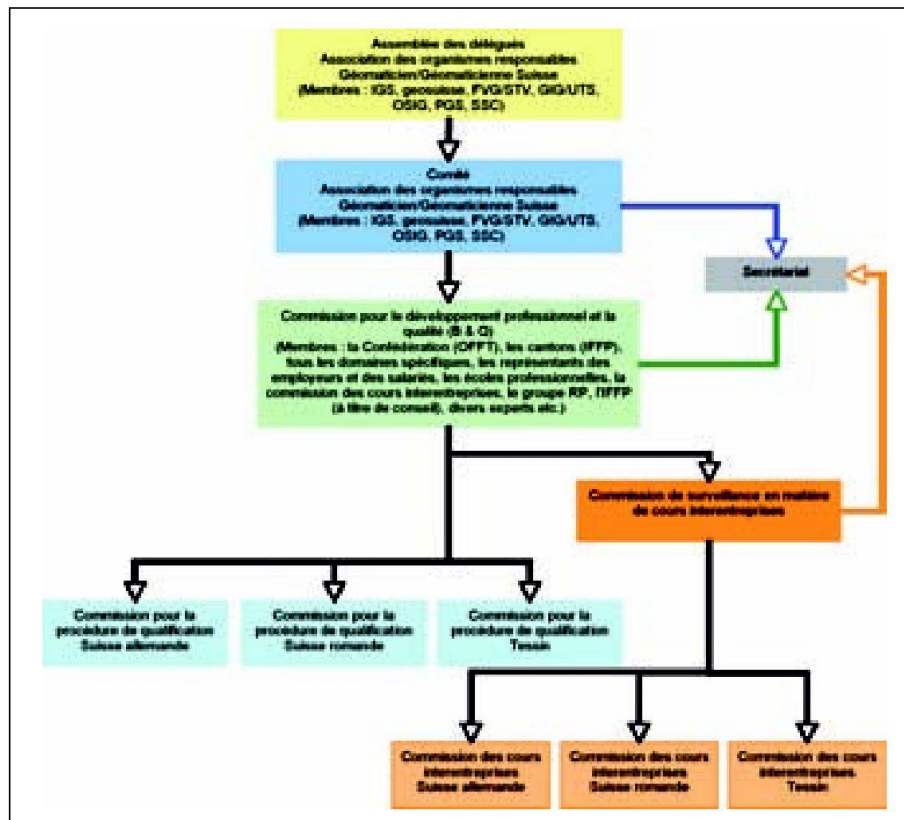 Assemblée des délégués
Association des organismes responsables
Géomaticien/Géomaticienne Suisse
(Membres : IGS, geosuisse, FVG/STV, GIG/UTS,
OSIG, PGS, SSC)
Comité
Association des organismes responsables
Géomaticien/Géomaticienne Suisse
(Membres : IGS, geosuisse, FVG/STV, GIG/UTS,
OSIG, PGS, SSC)
Secrétariat
Commission pour le développement professionnel et la
qualité (B & Q)
(Membres : la Confédération (OFFT), les cantons (IFFP),
tous les domaines spécifiques, les représentants des
employeurs et des salariés, les écoles professionnelles, la
commission des cours interentreprises, le groupe RP, l'IFFP
(à titre de conseil), divers experts etc.)
Commission de surveillance en matière
de cours interentreprises
Commission pour la
procédure de qualification
Suisse allemande
Commission pour la
procédure de qualification
Suisse romande
Commission pour la
procédure de qualification
Tessin
Commission des cours
interentreprises
Suisse allemande
Commission des cours
interentreprises
Suisse romande
Commission des cours
interentreprises
Tessin